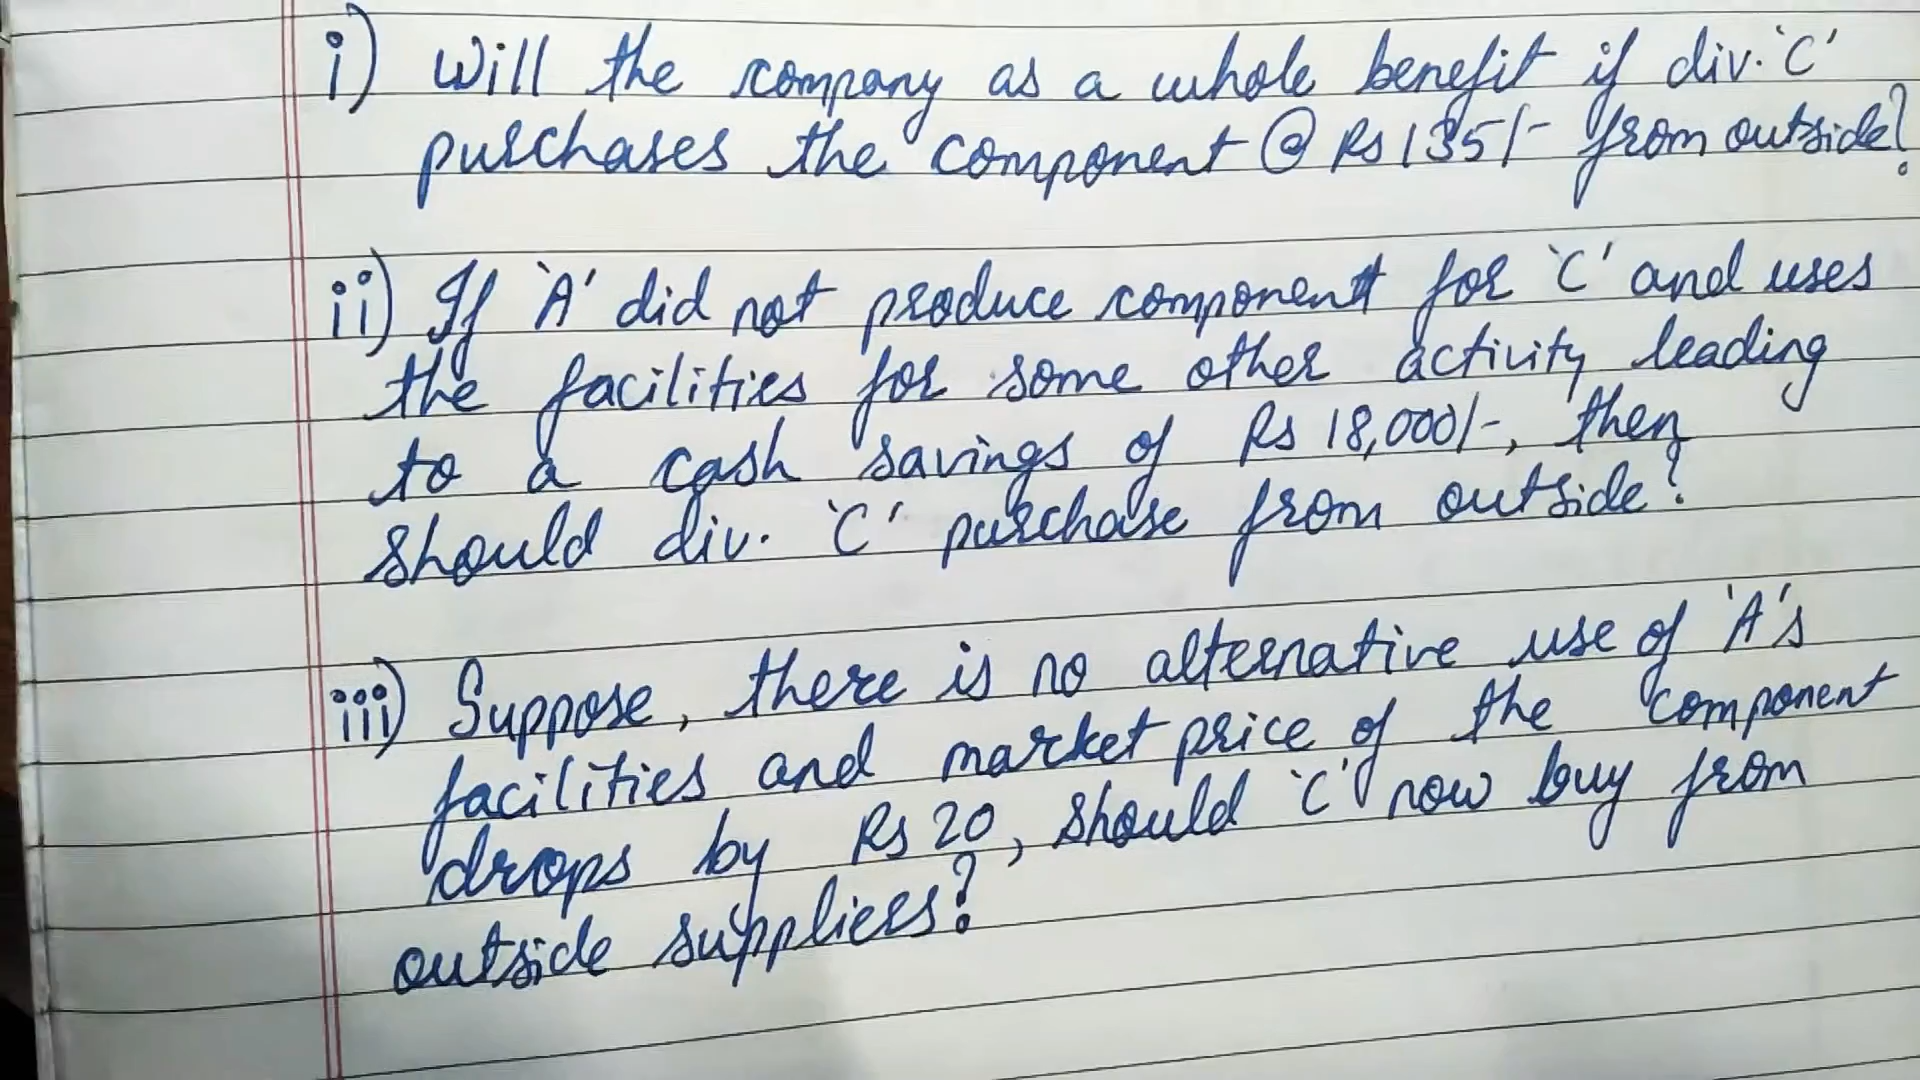 i) Will the company as a whole benefit if div. 'C'
purchases the component @ Rs 135/- from outside?
ii) If 'A' did not produce component for 'C' and uses
the facilities for some other activity leading
to a cash savings of Rs 18,000/-, then
should div. 'C' purchase from outside?
iii) Suppose, there is no alternative use of 'A's
facilities and market price of the component
drops by Rs 20, should 'C' now buy from
outside suppliers?